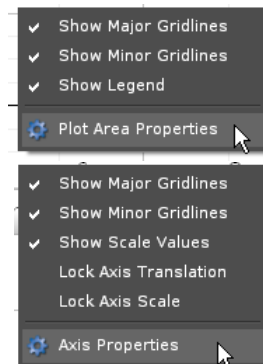 Show Major Gridlines
Show Minor Gridlines
Show Legend
Plot Area Properties
Show Major Gridlines
Show Minor Gridlines
Show Scale Values
Lock Axis Translation
Lock Axis Scale
Axis Properties